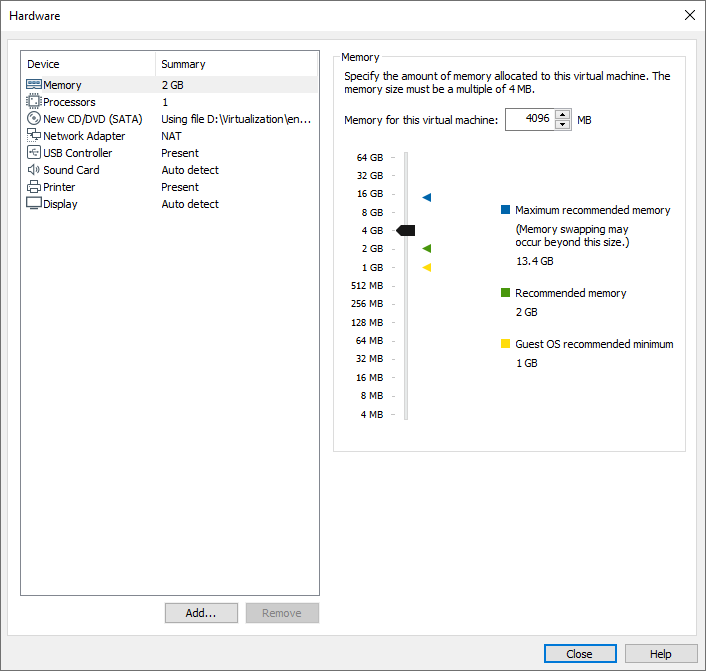 Hardware
Device Summary
Memory 2 GB
Processors 1
New CD/DVD (SATA) Using file D:\Virtualization\en...
Network Adapter NAT
USB Controller Present
Sound Card Auto detect
Printer Present
Display Auto detect
Add...
Remove
Memory
Specify the amount of memory allocated to this virtual machine. The
memory size must be a multiple of 4 MB.
Memory for this virtual machine: 4096 MB
64 GB
32 GB
16 GB
8 GB
4 GB
2 GB
1 GB
512 MB
256 MB
128 MB
64 MB
32 MB
16 MB
8 MB
4 MB
Maximum recommended memory
(Memory swapping may
occur beyond this size.)
13.4 GB
Recommended memory
2 GB
Guest OS recommended minimum
1 GB
Close
Help